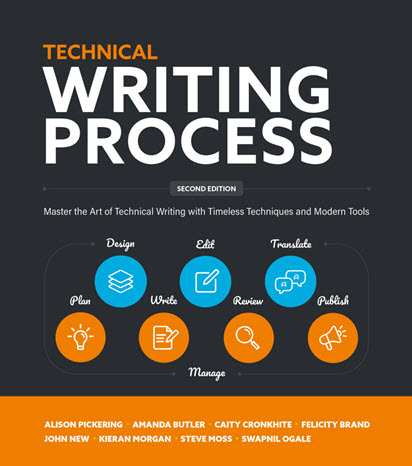 TECHNICAL
WRITING
PROCESS
SECOND EDITION
Master the Art of Technical Writing with Timeless Techniques and Modern Tools
Design Edit Translate
Plan Write Review Publish
Manage
ALISON PICKERING · AMANDA BUTLER · CAITY CRONKHITE · FELICITY BRAND
JOHN NEW · KIERAN MORGAN · STEVE MOSS · SWAPNIL OGALE